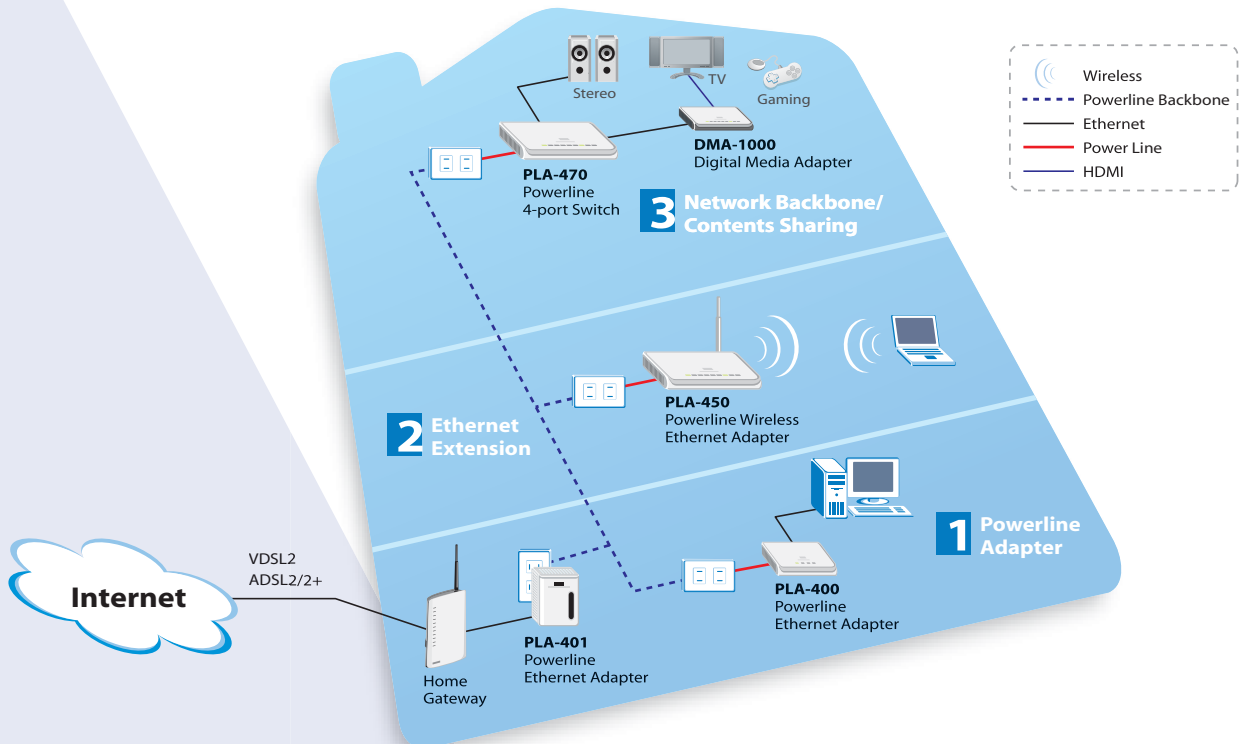 Stereo
TV
Gaming
DMA-1000
Digital Media Adapter
PLA-470
Powerline
4-port Switch
3 Network Backbone/
Contents Sharing
Wireless
Powerline Backbone
Ethernet
Power Line
HDMI
PLA-450
Powerline Wireless
Ethernet Adapter
2 Ethernet
Extension
1 Powerline
Adapter
VDSL2
ADSL2/2+
Internet
PLA-400
Powerline
Ethernet Adapter
PLA-401
Powerline
Ethernet Adapter
Home
Gateway